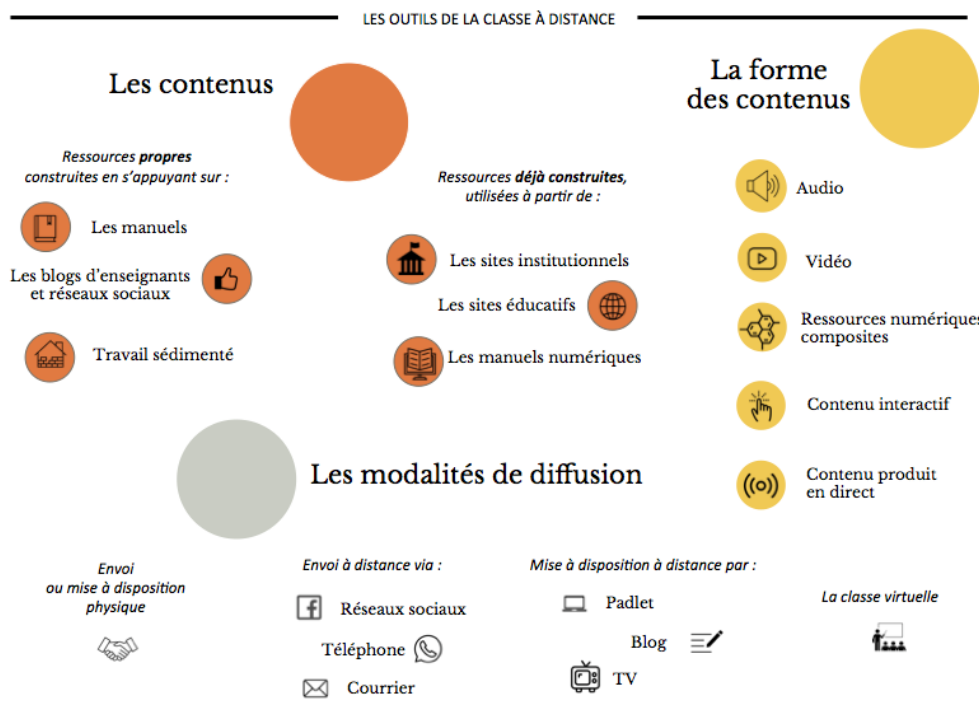 LES OUTILS DE LA CLASSE À DISTANCE
Les contenus
Ressources propres
construites en s'appuyant sur :
Les manuels
Les blogs d'enseignants
et réseaux sociaux
Travail sédimenté
Ressources déjà construites,
utilisées à partir de :
Les sites institutionnels
Les sites éducatifs
Les manuels numériques
La forme
des contenus
Audio
Vidéo
Ressources numériques
composites
Contenu interactif
Contenu produit
en direct
Les modalités de diffusion
Envoi
ou mise à disposition
physique
Envoi à distance via :
Réseaux sociaux
Téléphone
Courrier
Mise à disposition à distance par :
Padlet
Blog
TV
La classe virtuelle